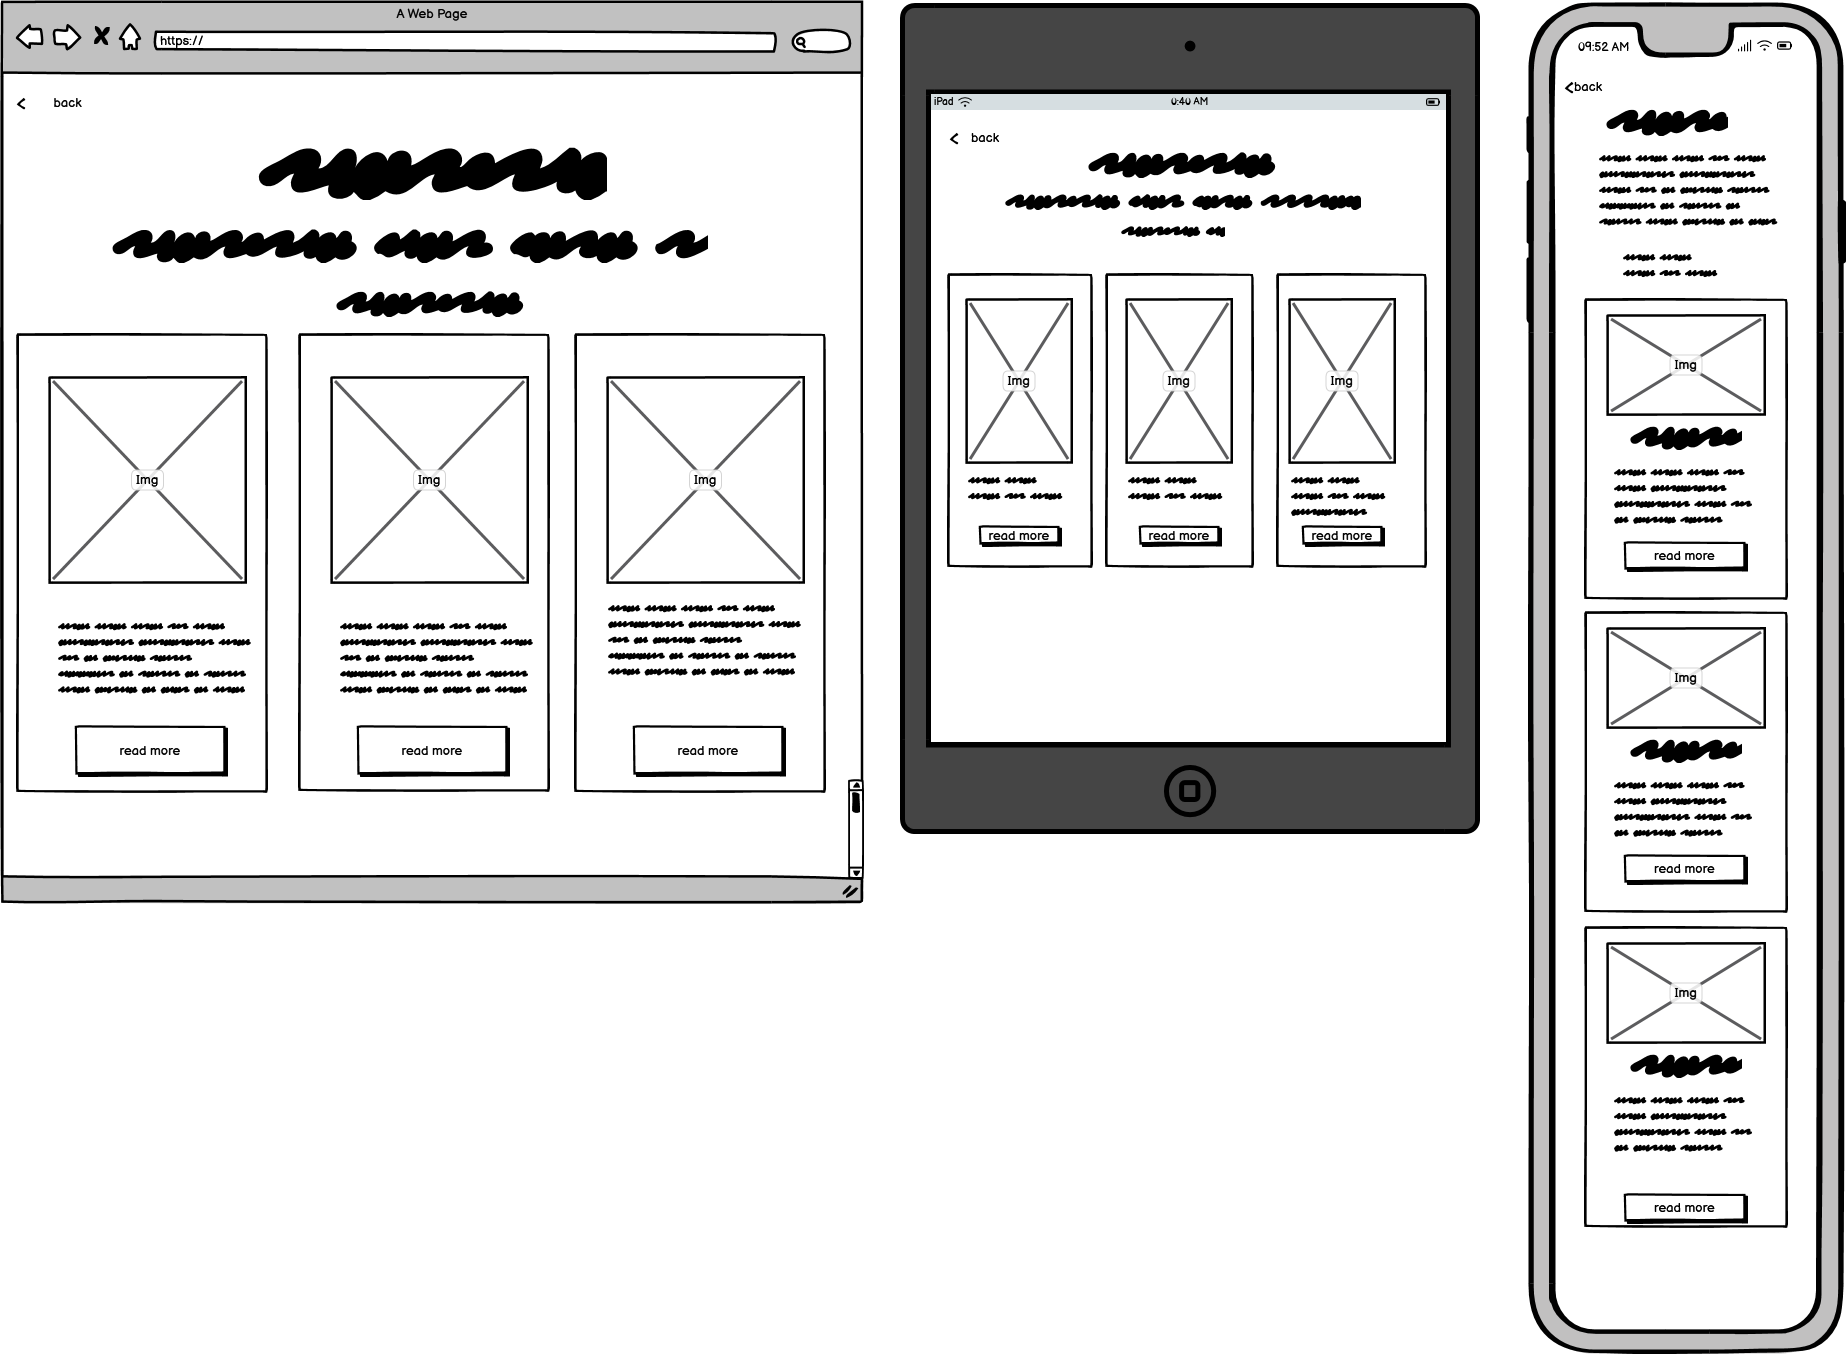 A Web Page
https://
< back
Img
Img
Img
read more
read more
read more
iPad
0:40 AM
< back
Img
Img
Img
read more
read more
read more
09:52 AM
<back
Img
read more
Img
read more
Img
read more